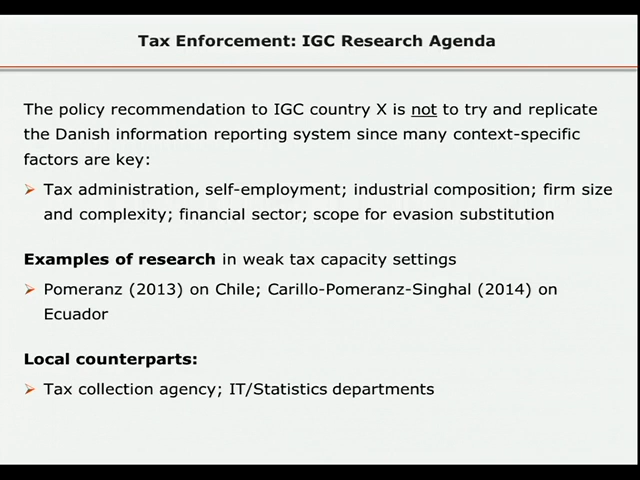 Tax Enforcement: IGC Research Agenda
The policy recommendation to IGC country X is not to try and replicate
the Danish information reporting system since many context-specific
factors are key:
Tax administration, self-employment; industrial composition; firm size
and complexity; financial sector; scope for evasion substitution
Examples of research in weak tax capacity settings
Pomeranz (2013) on Chile; Carillo-Pomeranz-Singhal (2014) on
Ecuador
Local counterparts:
Tax collection agency; IT/Statistics departments